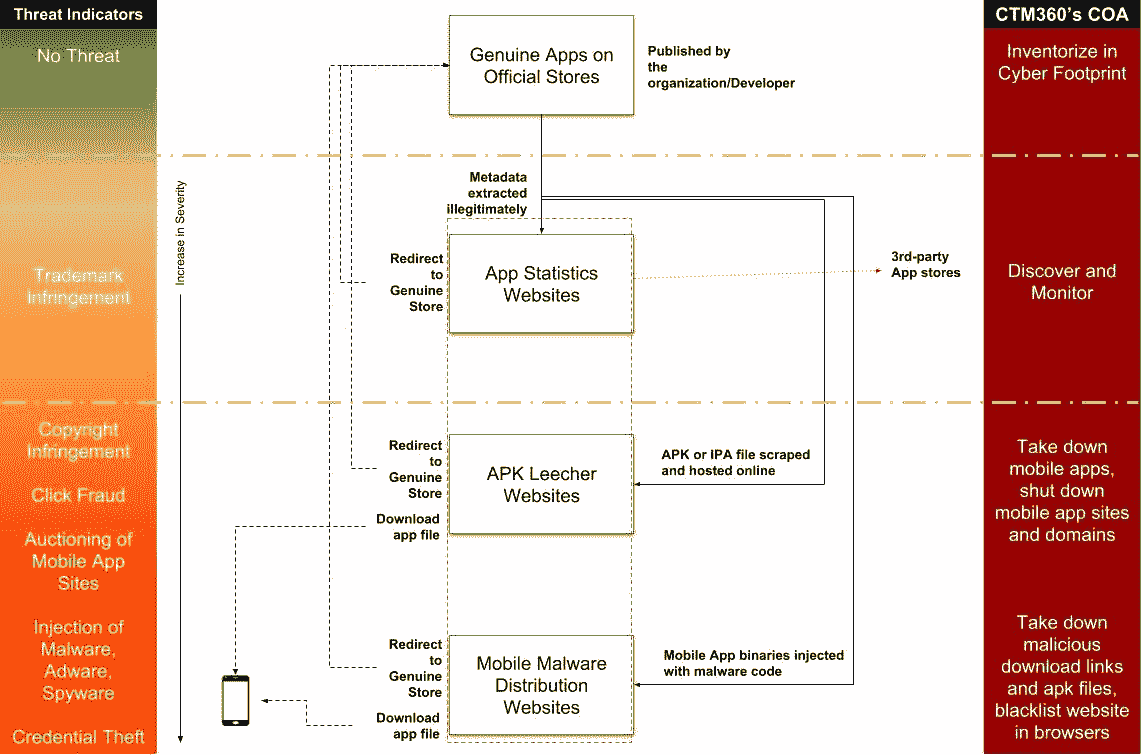 Threat Indicators
No Threat
Increase in Severity
Trademark
Infringement
Copyright
Infringement
Click Fraud
Auctioning of
Mobile App
Sites
Injection of
Malware,
Adware,
Spyware
Credential Theft
Genuine Apps on
Official Stores
Published by
the
organization/Developer
Metadata
extracted
illegitimately
Redirect
to
Genuine
Store
App Statistics
Websites
3rd-party
App stores
Redirect
to
Genuine
Store
APK Leecher
Websites
APK or IPA file scraped
and hosted online
Download
app file
Redirect
to
Genuine
Store
Mobile Malware
Distribution
Websites
Mobile App binaries injected
with malware code
Download
app file
CTM360's COA
Inventorize in
Cyber Footprint
Discover and
Monitor
Take down
mobile apps,
shut down
mobile app sites
and domains
Take down
malicious
download links
and apk files,
blacklist website
in browsers